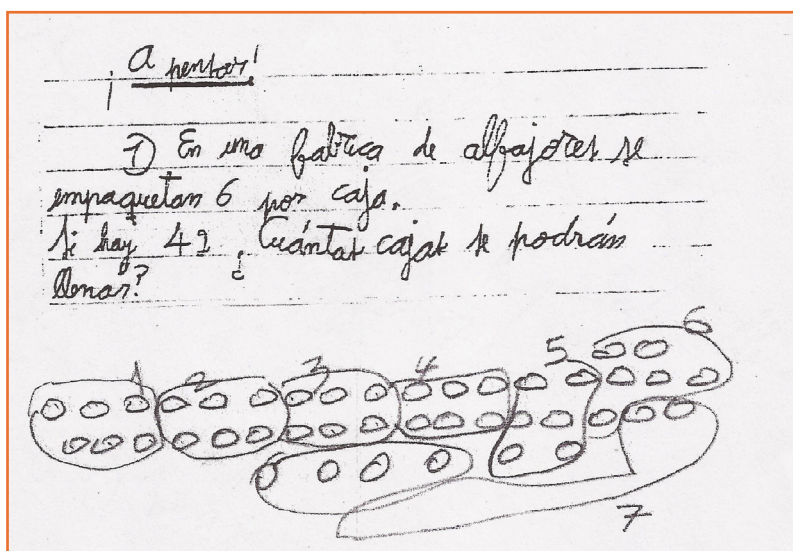 ¡A pensar!
1) En una fabrica de alfajores se
empaquetan 6 por caja.
Si hay 42 ¿Cuántas cajas se podrán
llenar?
1 2 3 4 5 6
7